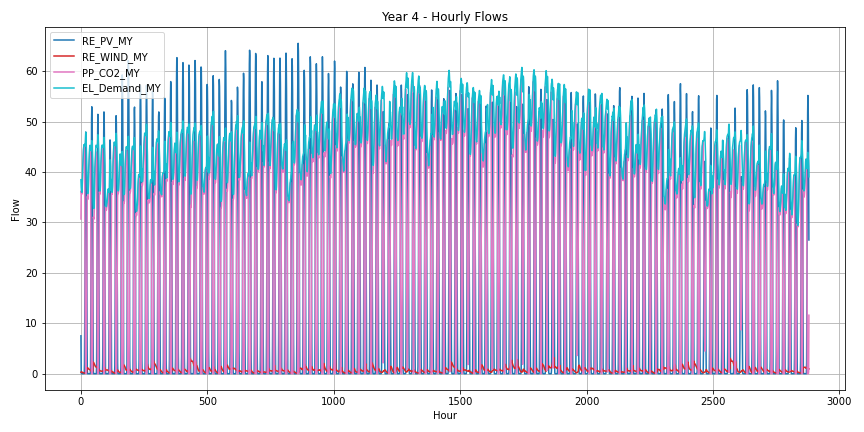 Year 4 - Hourly Flows
RE_PV_MY
RE_WIND_MY
PP_CO2_MY
EL_Demand_MY
60
50
40
30
20
10
0
Flow
0
500
1000
1500
2000
2500
3000
Hour